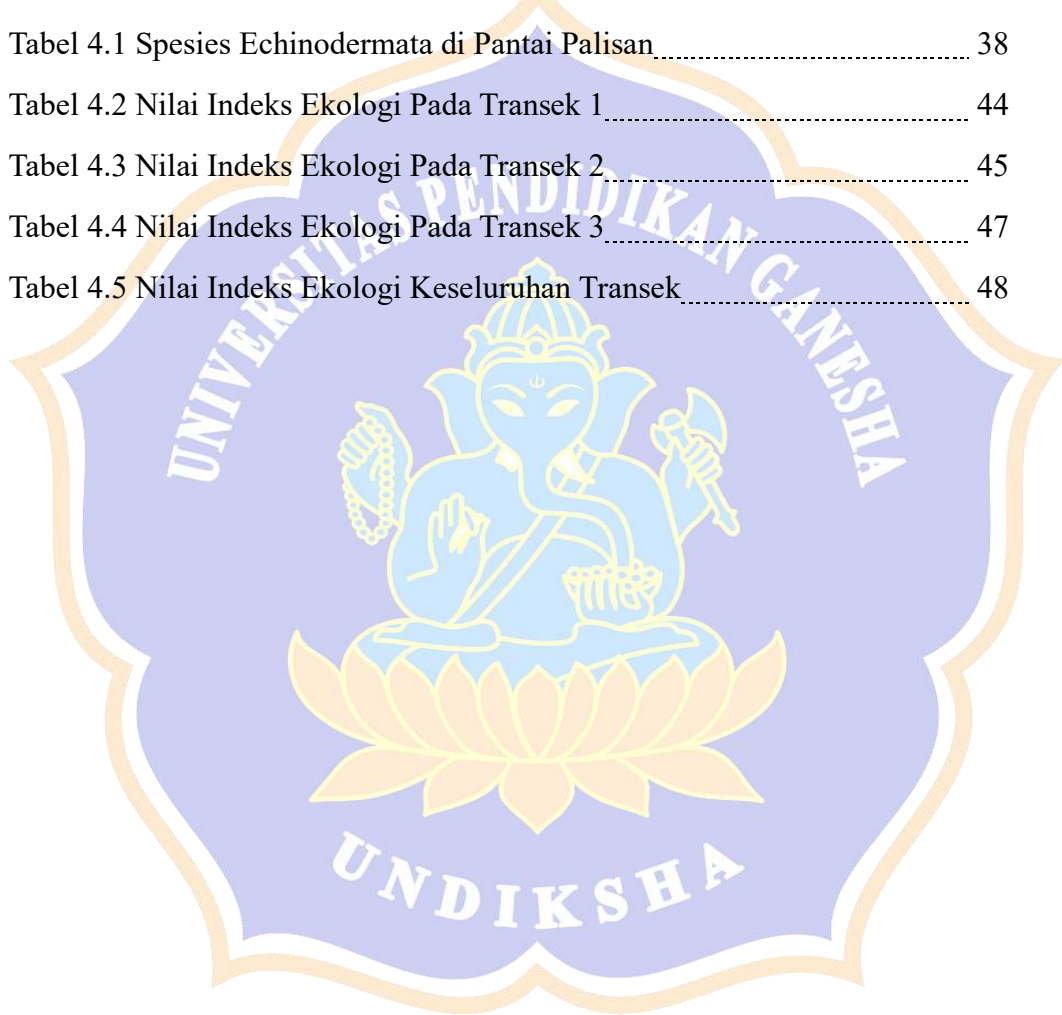 Tabel 4.1 Spesies Echinodermata di Pantai Palisan 38
Tabel 4.2 Nilai Indeks Ekologi Pada Transek 1 44
Tabel 4.3 Nilai Indeks Ekologi Pada Transek 2 45
Tabel 4.4 Nilai Indeks Ekologi Pada Transek 3 47
Tabel 4.5 Nilai Indeks Ekologi Keseluruhan Transek 48
UNIVERSITAS PENDIDIKAN GANESHA
UNDIKSHA